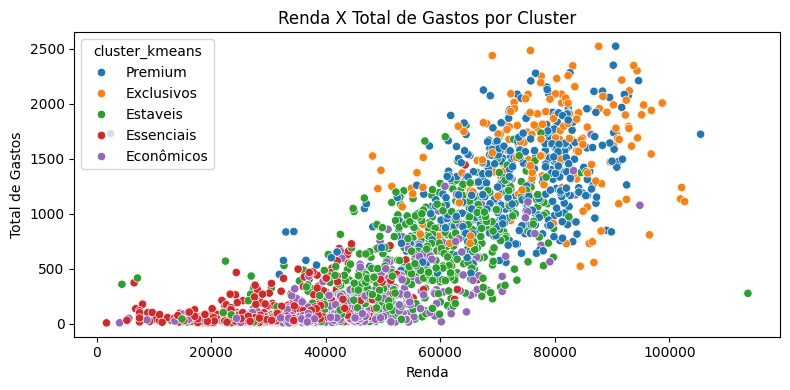 Renda X Total de Gastos por Cluster
cluster_kmeans
Premium
Exclusivos
Estaveis
Essenciais
Econômicos
Total de Gastos
2500
2000
1500
1000
500
0
0
20000
40000
60000
80000
100000
Renda